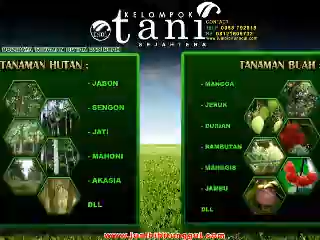 KELOMPOK
tani
SEJAHTERA
CONTACT
TANAMAN HUTAN :
- JABON
- SENGON
- JATI
- MAHONI
- AKASIA
DLL
TANAMAN BUAH :
- MANGGA
- JERUK
- DURIAN
- RAMBUTAN
- MANGGIS
- JAMBU
DLL